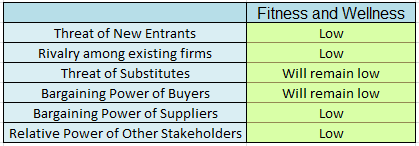 Fitness and Wellness
Threat of New Entrants Low
Rivalry among existing firms Low
Threat of Substitutes Will remain low
Bargaining Power of Buyers Will remain low
Bargaining Power of Suppliers Low
Relative Power of Other Stakeholders Low